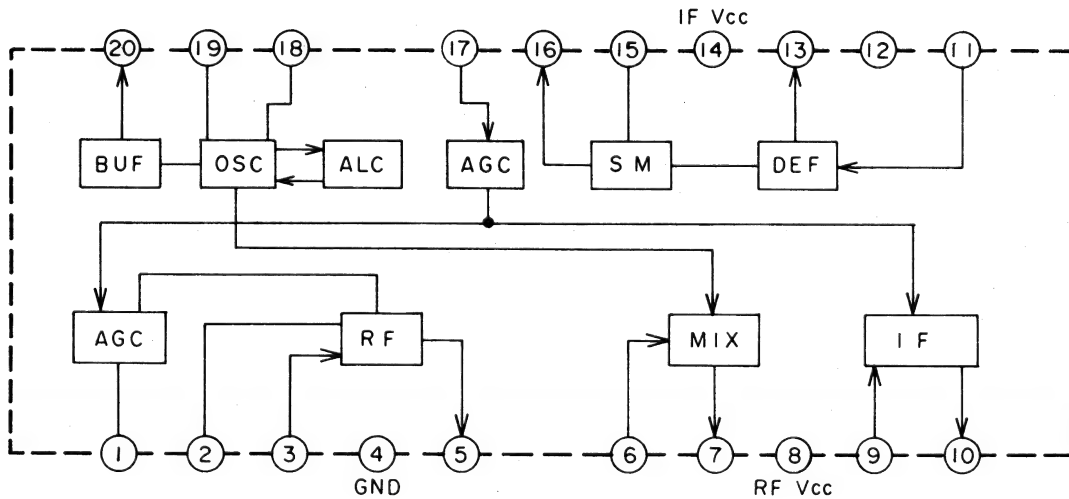 IF Vcc
20 19 18 17 16 15 14 13 12 11
BUF OSC ALC AGC SM DEF
AGC RF MIX IF
1 2 3 4 5 6 7 8 9 10
GND RF Vcc